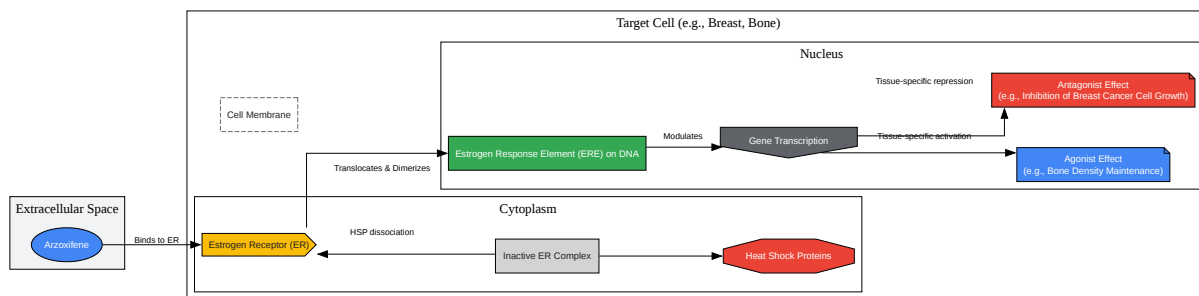 Target Cell (e.g., Breast, Bone)
Nucleus
Tissue-specific repression
Antagonist Effect
(e.g., Inhibition of Breast Cancer Cell Growth)
Cell Membrane
Estrogen Response Element (ERE) on DNA
Modulates
Gene Transcription
Tissue-specific activation
Agonist Effect
(e.g., Bone Density Maintenance)
Translocates & Dimerizes
Extracellular Space
Arzoxifene
Binds to ER
Cytoplasm
Estrogen Receptor (ER)
HSP dissociation
Inactive ER Complex
Heat Shock Proteins